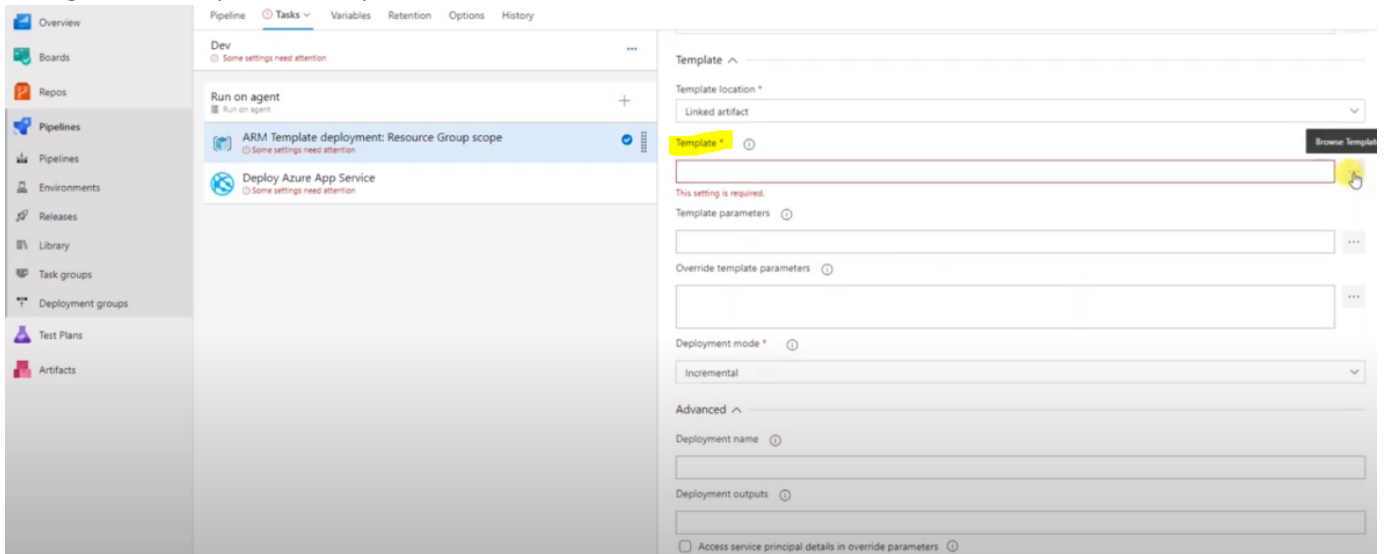 Overview
Boards
Repos
Pipelines
Pipelines
Environments
Releases
Library
Task groups
Deployment groups
Test Plans
Artifacts
Pipeline Tasks Variables Retention Options History
Dev
Some settings need attention
Run on agent
Run on agent
ARM Template deployment: Resource Group scope
Some settings need attention
Deploy Azure App Service
Some settings need attention
Template
Template location *
Linked artifact
Template *
Browse Template
This setting is required.
Template parameters
Override template parameters
Deployment mode *
Incremental
Advanced
Deployment name
Deployment outputs
Access service principal details in override parameters